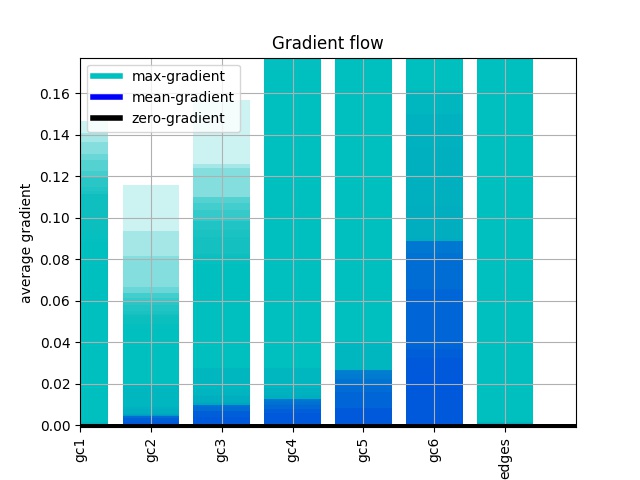 Gradient flow
max-gradient
mean-gradient
zero-gradient
average gradient
0.16
0.14
0.12
0.10
0.08
0.06
0.04
0.02
0.00
gc1
gc2
gc3
gc4
gc5
gc6
edges